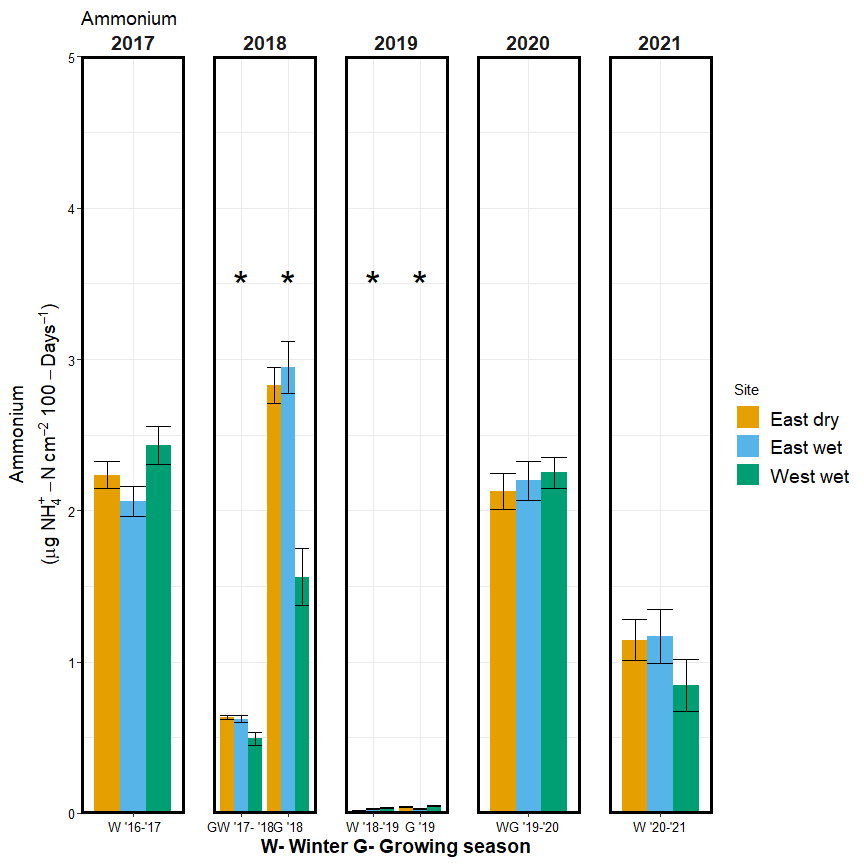 Ammonium
2017 2018 2019 2020 2021
5
4
3
2
1
0
Ammonium
(μg NH₄⁺ – N cm⁻² 100 – Days⁻¹)
* * * *
W '16-'17 GW '17- '18 G '18 W '18-'19 G '19 WG '19-'20 W '20-'21
W- Winter G- Growing season
Site
East dry
East wet
West wet